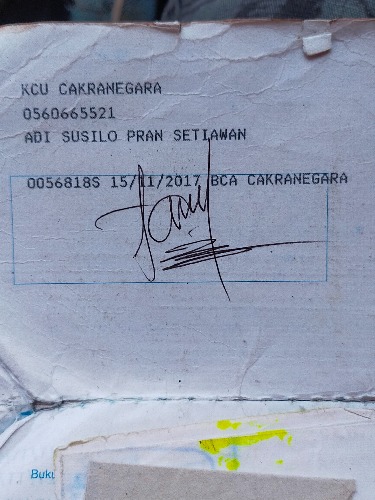 KCU CAKRANEGARA
0560665521
ADI SUSILO PRAN SETIAWAN
0056818S 15/11/2017 BCA CAKRANEGARA
Buku